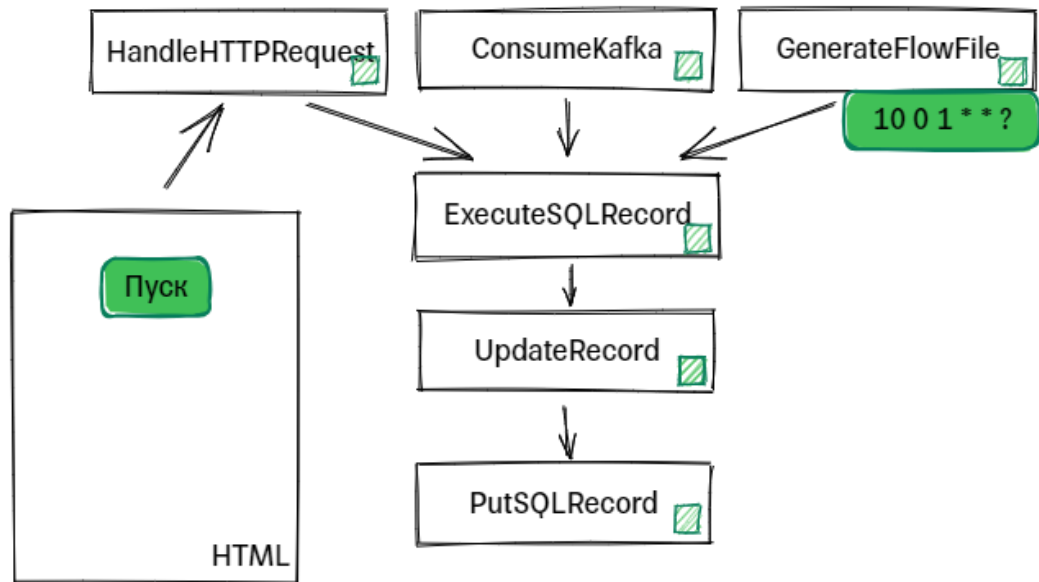 HandleHTTPRequest
ConsumeKafka
GenerateFlowFile
10 0 1 * * ?
ExecuteSQLRecord
Пуск
UpdateRecord
PutSQLRecord
HTML